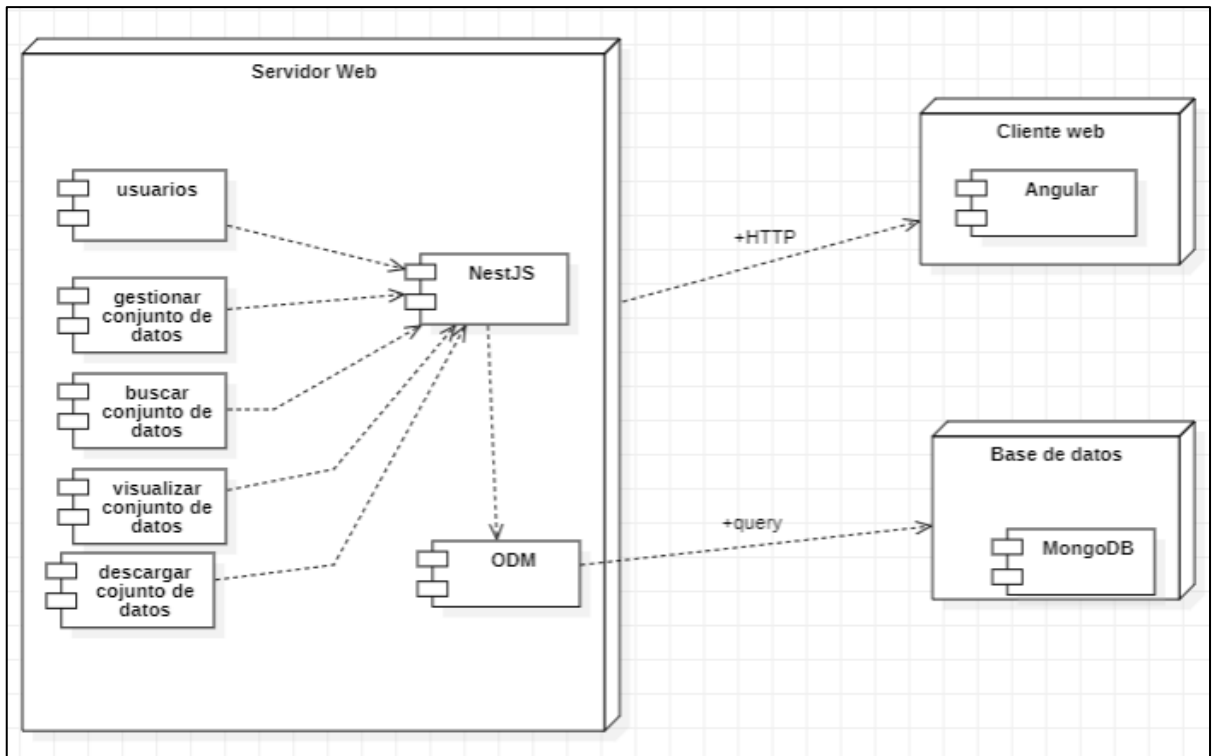 Servidor Web
usuarios
gestionar
conjunto de
datos
buscar
conjunto de
datos
visualizar
conjunto de
datos
descargar
cojunto de
datos
NestJS
ODM
+HTTP
+query
Cliente web
Angular
Base de datos
MongoDB